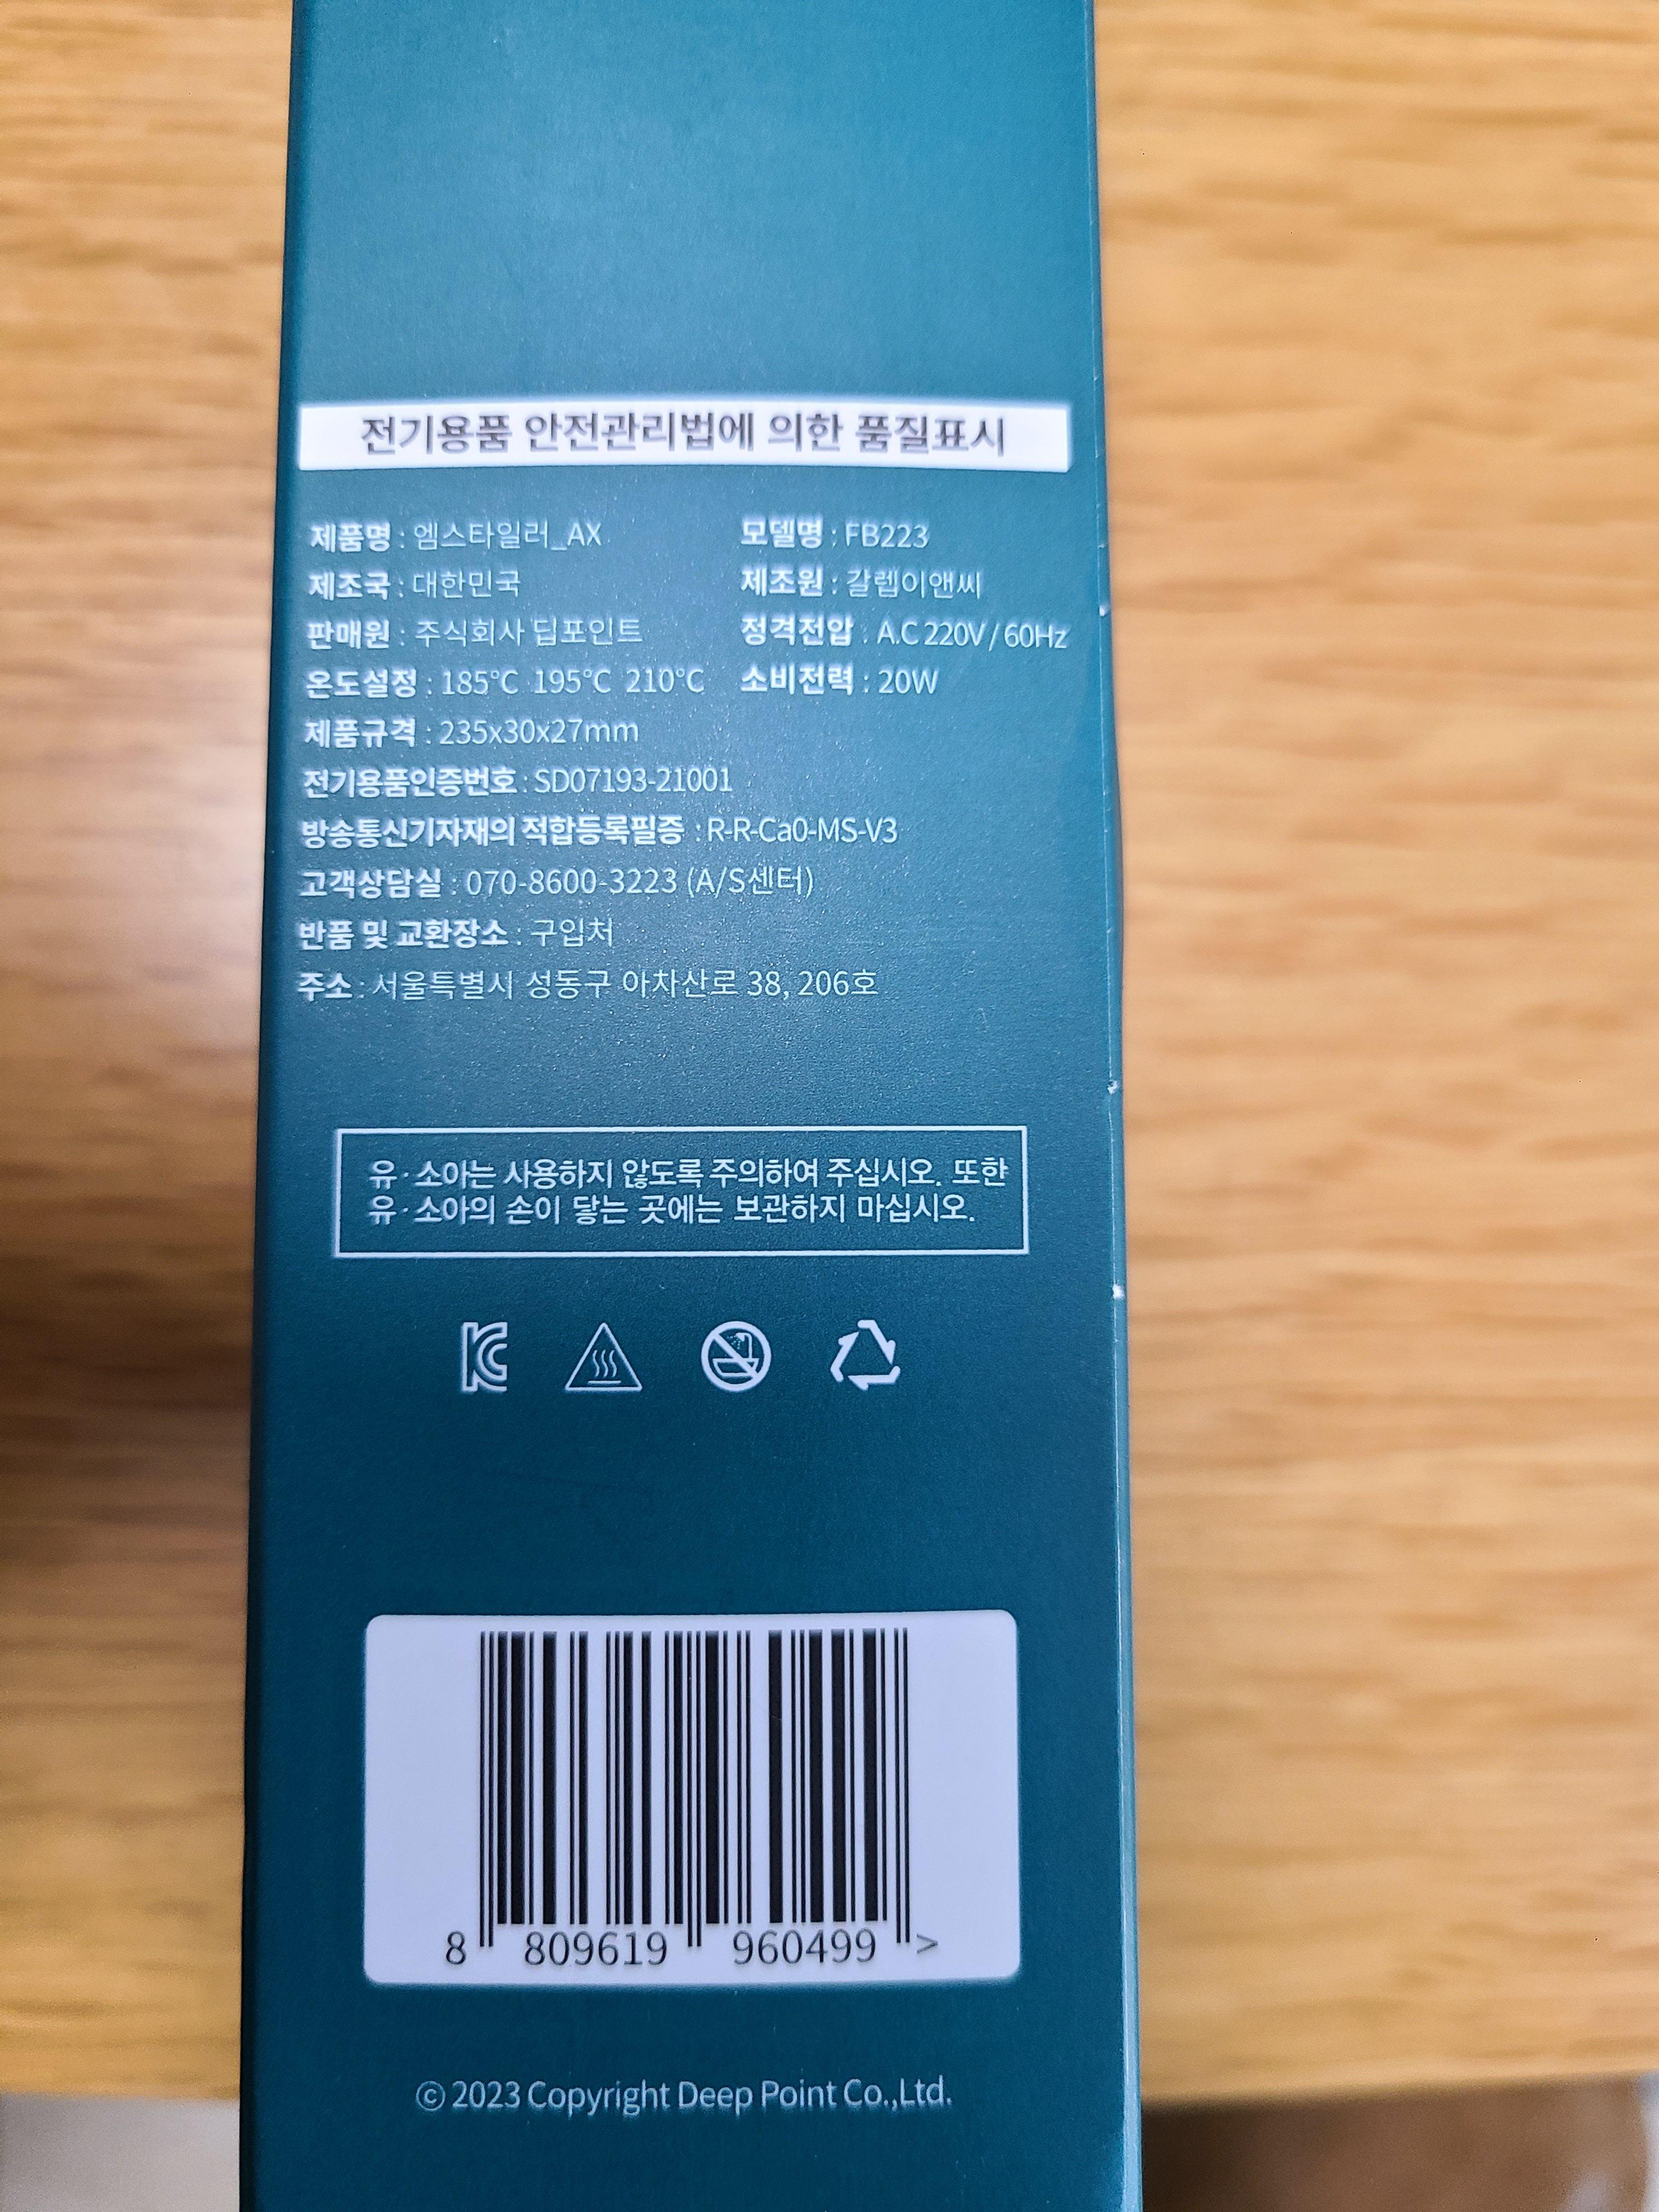 전기용품 안전관리법에 의한 품질표시
제품명 : 엠스타일러_AX 모델명 : FB223
제조국 : 대한민국 제조원 : 갈렙이앤씨
판매원 : 주식회사 딥포인트 정격전압 : A.C 220V / 60Hz
온도설정 : 185℃ 195℃ 210℃ 소비전력 : 20W
제품규격 : 235x30x27mm
전기용품인증번호 : SD07193-21001
방송통신기자재의 적합등록필증 : R-R-Ca0-MS-V3
고객상담실 : 070-8600-3223 (A/S센터)
반품 및 교환장소 : 구입처
주소 : 서울특별시 성동구 아차산로 38, 206호
유·소아는 사용하지 않도록 주의하여 주십시오. 또한
유·소아의 손이 닿는 곳에는 보관하지 마십시오.
8 809619 960499 >
© 2023 Copyright Deep Point Co.,Ltd.